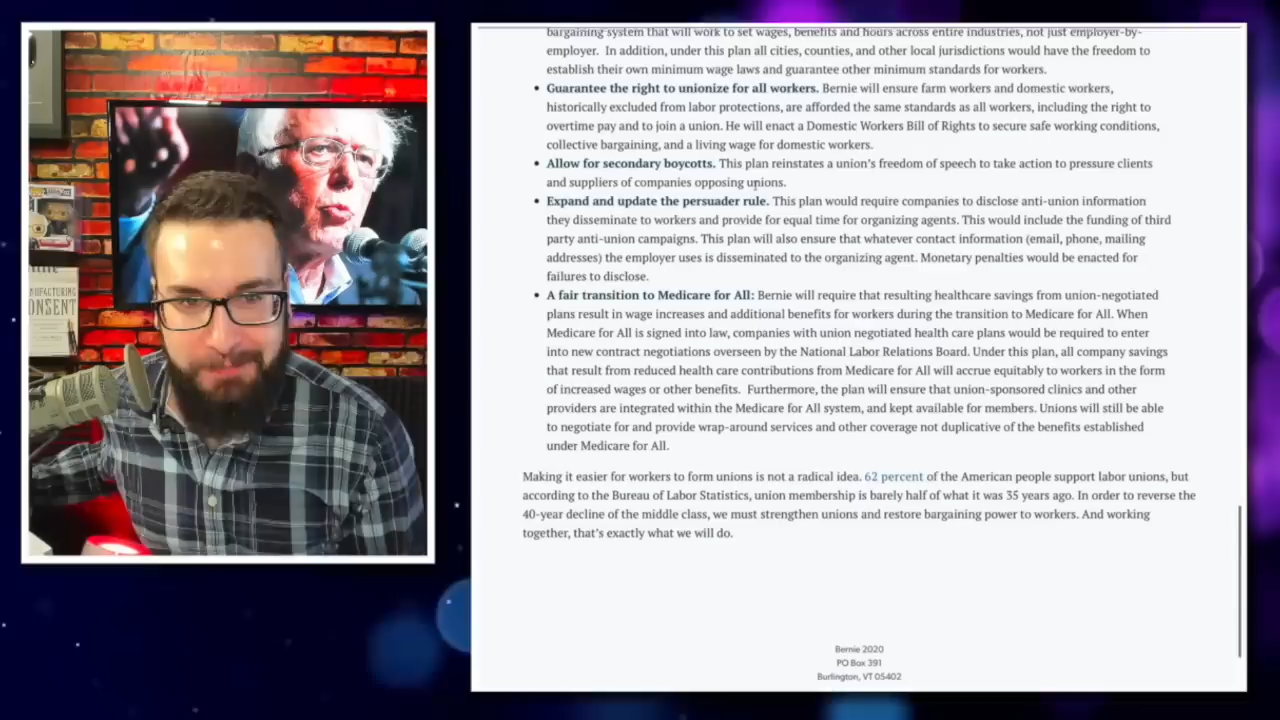 bargaining system that will work to set wages, benefits and hours across entire industries, not just employer-by-
employer. In addition, under this plan all cities, counties, and other local jurisdictions would have the freedom to
establish their own minimum wage laws and guarantee other minimum standards for workers.
• Guarantee the right to unionize for all workers. Bernie will ensure farm workers and domestic workers,
historically excluded from labor protections, are afforded the same standards as all workers, including the right to
overtime pay and to join a union. He will enact a Domestic Workers Bill of Rights to secure safe working conditions,
collective bargaining, and a living wage for domestic workers.
• Allow for secondary boycotts. This plan reinstates a union's freedom of speech to take action to pressure clients
and suppliers of companies opposing unions.
• Expand and update the persuader rule. This plan would require companies to disclose anti-union information
they disseminate to workers and provide for equal time for organizing agents. This would include the funding of third
party anti-union campaigns. This plan will also ensure that whatever contact information (email, phone, mailing
addresses) the employer uses is disseminated to the organizing agent. Monetary penalties would be enacted for
failures to disclose.
• A fair transition to Medicare for All: Bernie will require that resulting healthcare savings from union-negotiated
plans result in wage increases and additional benefits for workers during the transition to Medicare for All. When
Medicare for All is signed into law, companies with union negotiated health care plans would be required to enter
into new contract negotiations overseen by the National Labor Relations Board. Under this plan, all company savings
that result from reduced health care contributions from Medicare for All will accrue equitably to workers in the form
of increased wages or other benefits. Furthermore, the plan will ensure that union-sponsored clinics and other
providers are integrated within the Medicare for All system, and kept available for members. Unions will still be able
to negotiate for and provide wrap-around services and other coverage not duplicative of the benefits established
under Medicare for All.
Making it easier for workers to form unions is not a radical idea. 62 percent of the American people support labor unions, but
according to the Bureau of Labor Statistics, union membership is barely half of what it was 35 years ago. In order to reverse the
40-year decline of the middle class, we must strengthen unions and restore bargaining power to workers. And working
together, that's exactly what we will do.
Bernie 2020
PO Box 391
Burlington, VT 05402
NUFACTURING
ONSENT